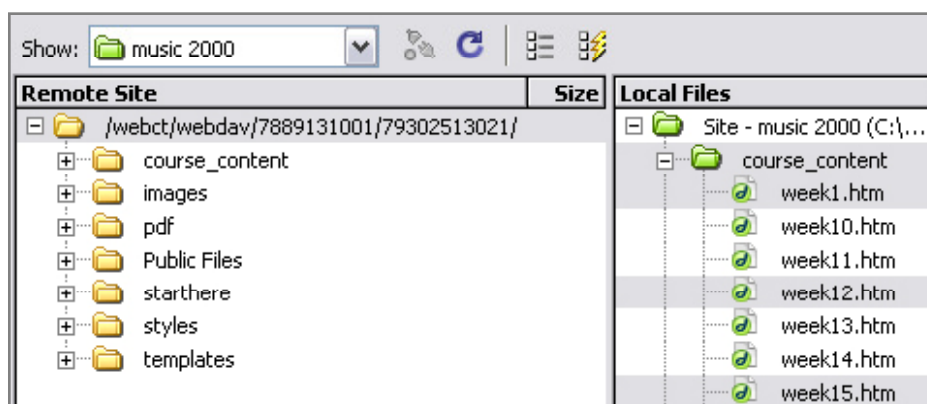 Show: music 2000
Remote Site Size
/webct/webdav/7889131001/79302513021/
course_content
images
pdf
Public Files
starthere
styles
templates
Local Files
Site - music 2000 (C:\...
course_content
week1.htm
week10.htm
week11.htm
week12.htm
week13.htm
week14.htm
week15.htm